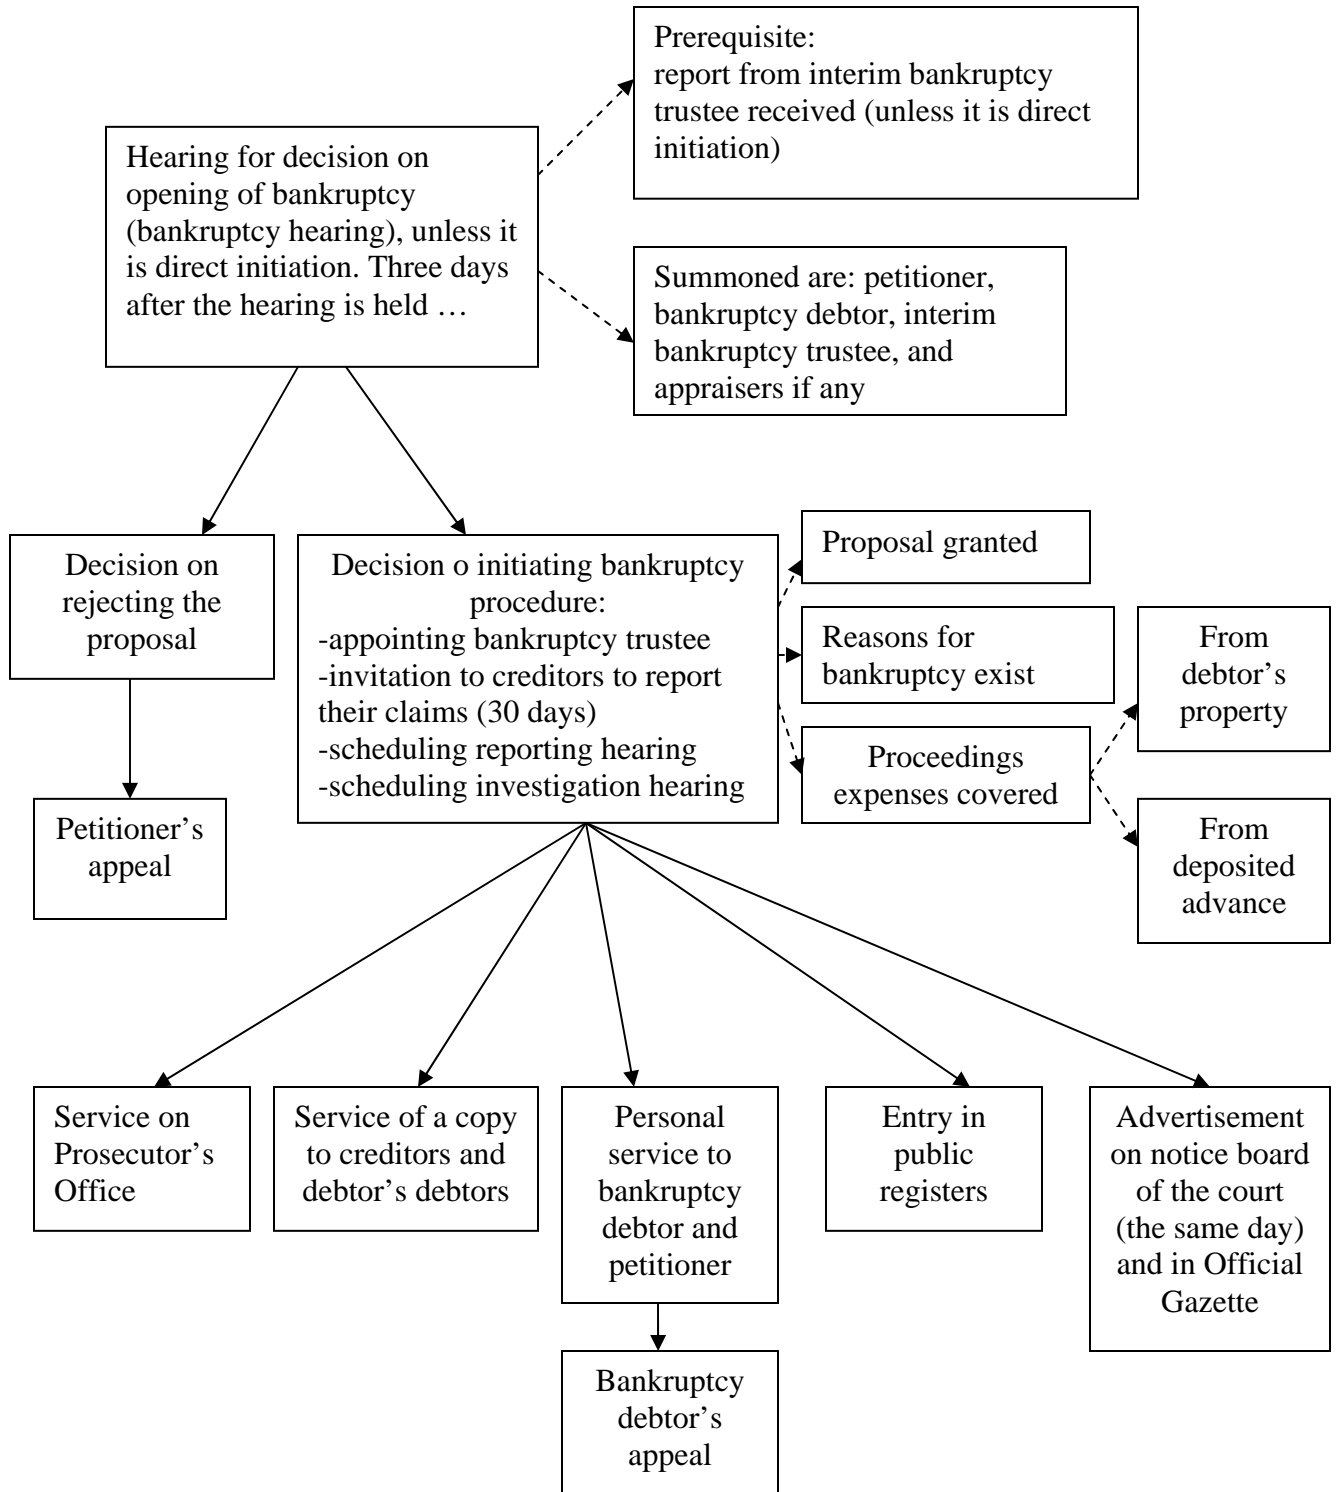 Prerequisite:
report from interim bankruptcy
trustee received (unless it is direct
initiation)
Hearing for decision on
opening of bankruptcy
(bankruptcy hearing), unless it
is direct initiation. Three days
after the hearing is held …
Summoned are: petitioner,
bankruptcy debtor, interim
bankruptcy trustee, and
appraisers if any
Decision on
rejecting the
proposal
Decision o initiating bankruptcy
procedure:
-appointing bankruptcy trustee
-invitation to creditors to report
their claims (30 days)
-scheduling reporting hearing
-scheduling investigation hearing
Proposal granted
Reasons for
bankruptcy exist
Proceedings
expenses covered
From
debtor’s
property
From
deposited
advance
Petitioner’s
appeal
Service on
Prosecutor’s
Office
Service of a copy
to creditors and
debtor’s debtors
Personal
service to
bankruptcy
debtor and
petitioner
Entry in
public
registers
Advertisement
on notice board
of the court
(the same day)
and in Official
Gazette
Bankruptcy
debtor’s
appeal